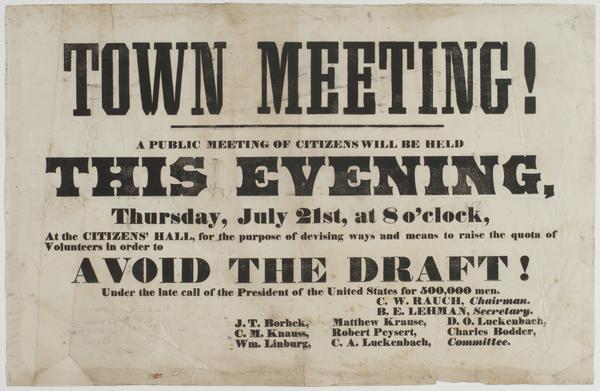 TOWN MEETING!
A PUBLIC MEETING OF CITIZENS WILL BE HELD
THIS EVENING,
Thursday, July 21st, at 8 o'clock,
At the CITIZENS' HALL, for the purpose of devising ways and means to raise the quota of
Volunteers in order to
AVOID THE DRAFT!
Under the late call of the President of the United States for 500,000 men.
C. W. RAUCH, Chairman.
B. E. LEHMAN, Secretary.
J. T. Borhek, Matthew Krause, D. O. Luckenbach,
C. M. Knauss, Robert Peysert, Charles Bodder,
Wm. Linburg, C. A. Luckenbach, Committee.